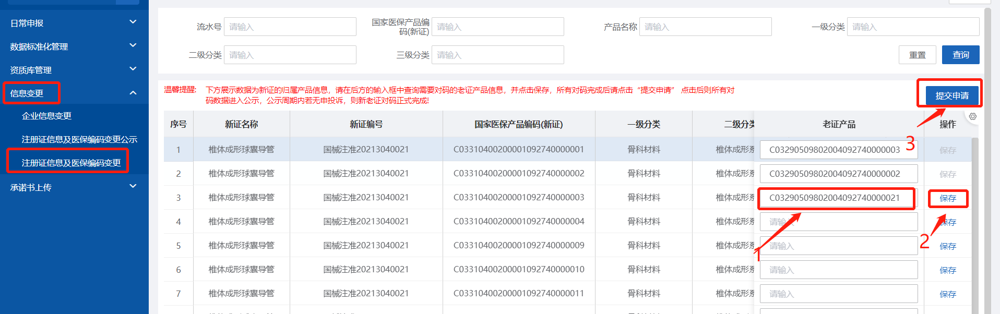 日常申报
数据标准化管理
资质库管理
信息变更
企业信息变更
注册证信息及医保编码变更公示
注册证信息及医保编码变更
承诺书上传
流水号 请输入 国家医保产品编码(新证) 请输入 产品名称 请输入 一级分类 请输入
二级分类 请输入 三级分类 请输入 重置 查询
温馨提醒: 下方展示数据为新证的归属产品信息，请在后方的输入框中查询需要对码的老证产品信息，并点击保存，所有对码完成后请点击“提交申请” 点击后则所有对
码数据进入公示，公示周期内若无申投诉，则新老证对码正式完成!
提交申请
序号 新证名称 新证编号 国家医保产品编码(新证) 一级分类 二级分类 老证产品 操作
1 椎体成形球囊导管 国械注准20213040021 C03310400200001092740000001 骨科材料 椎体成形系 C03290509802004092740000003 保存
2 椎体成形球囊导管 国械注准20213040021 C03310400200001092740000002 骨科材料 椎体成形系 C03290509802004092740000002 保存
3 椎体成形球囊导管 国械注准20213040021 C03310400200001092740000003 骨科材料 椎体成形系 C03290509802004092740000021 保存
4 椎体成形球囊导管 国械注准20213040021 C03310400200001092740000004 骨科材料 椎体成形系 请输入 保存
5 椎体成形球囊导管 国械注准20213040021 C03310400200001092740000009 骨科材料 椎体成形系 请输入 保存
6 椎体成形球囊导管 国械注准20213040021 C03310400200001092740000010 骨科材料 椎体成形系 请输入 保存
7 椎体成形球囊导管 国械注准20213040021 C03310400200001092740000011 骨科材料 椎体成形系 请输入 保存
1
2
3